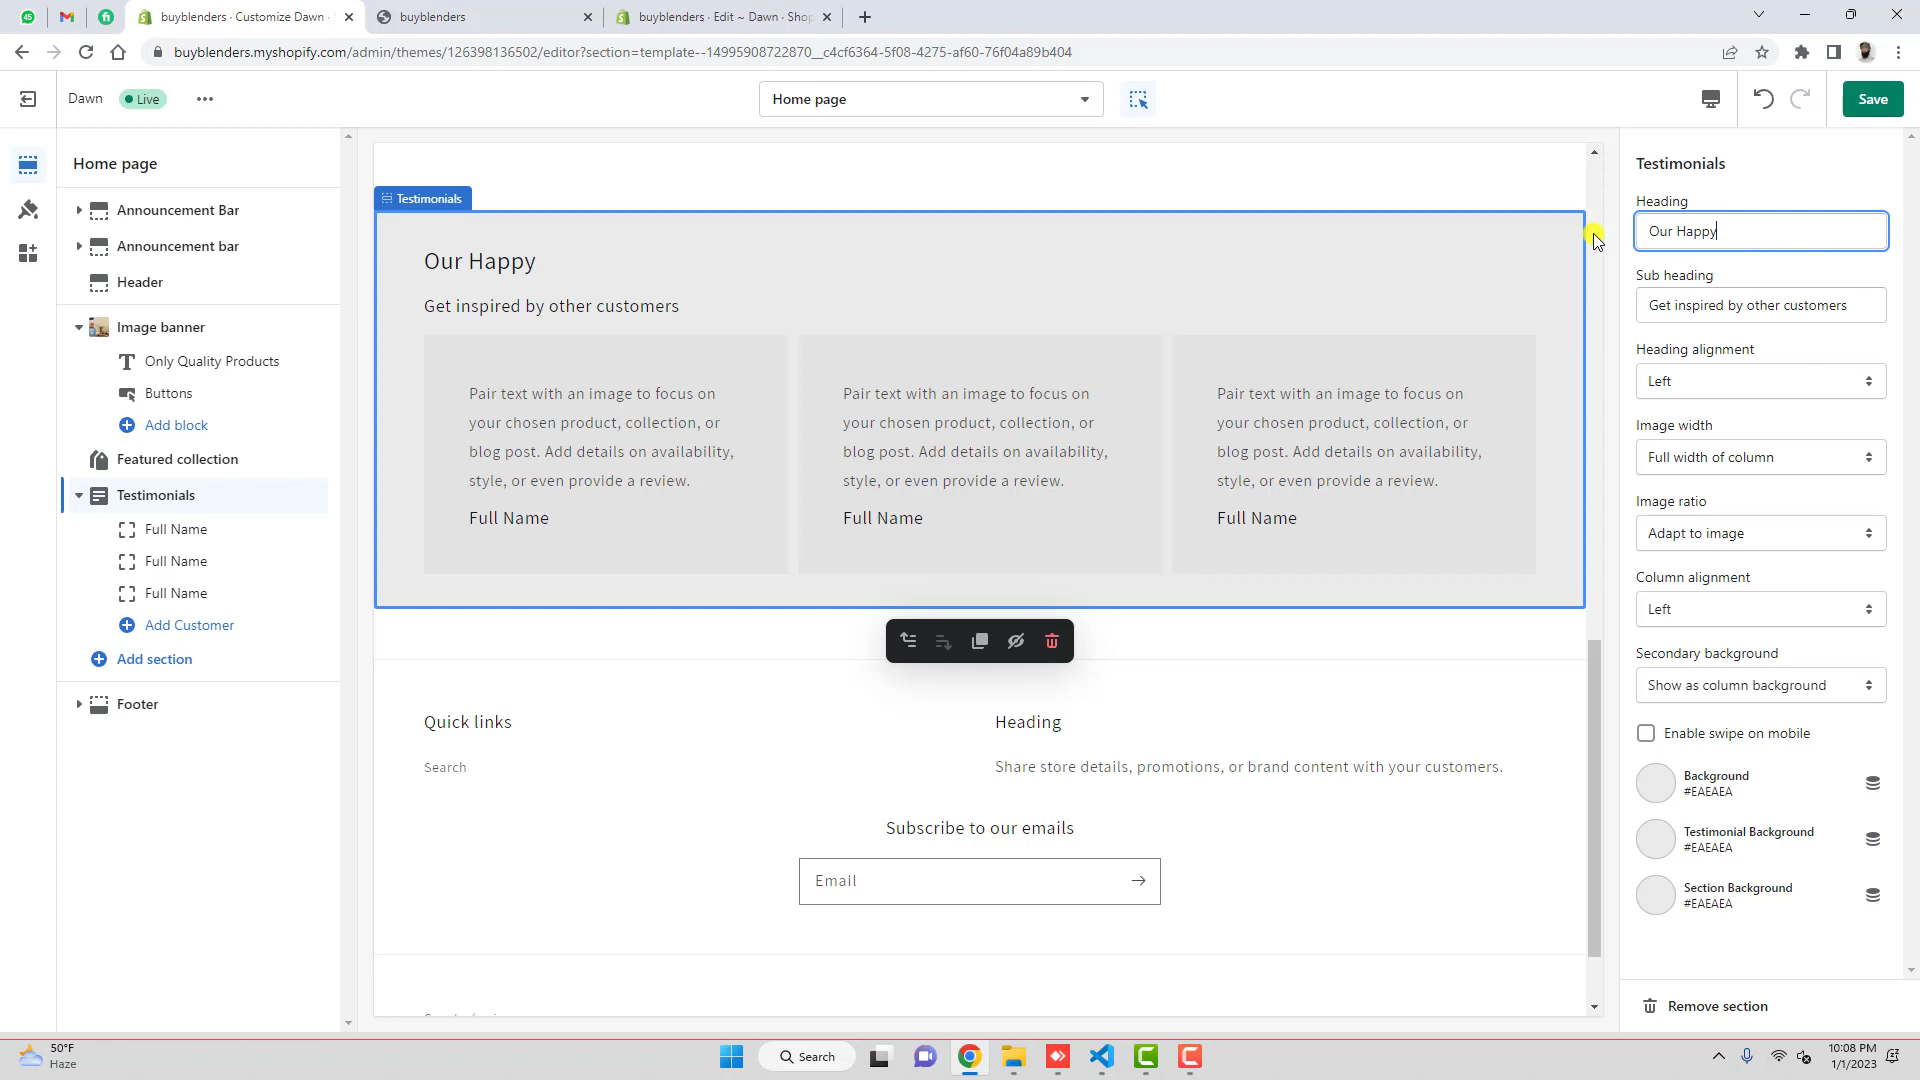 buyblenders · Customize Dawn ·
buyblenders
buyblenders · Edit ~ Dawn · Shop
buyblenders.myshopify.com/admin/themes/126398136502/editor?section=template--14995908722870__c4cf6364-5f08-4275-af60-76f04a89b404
Dawn
Live
Home page
Save
Home page
Announcement Bar
Announcement bar
Header
Image banner
Only Quality Products
Buttons
Add block
Featured collection
Testimonials
Full Name
Full Name
Full Name
Add Customer
Add section
Footer
Testimonials
Our Happy
Get inspired by other customers
Pair text with an image to focus on
your chosen product, collection, or
blog post. Add details on availability,
style, or even provide a review.
Full Name
Pair text with an image to focus on
your chosen product, collection, or
blog post. Add details on availability,
style, or even provide a review.
Full Name
Pair text with an image to focus on
your chosen product, collection, or
blog post. Add details on availability,
style, or even provide a review.
Full Name
Quick links
Search
Heading
Share store details, promotions, or brand content with your customers.
Subscribe to our emails
Email
Testimonials
Heading
Our Happy
Sub heading
Get inspired by other customers
Heading alignment
Left
Image width
Full width of column
Image ratio
Adapt to image
Column alignment
Left
Secondary background
Show as column background
Enable swipe on mobile
Background
#EAEAEA
Testimonial Background
#EAEAEA
Section Background
#EAEAEA
Remove section
50°F
Haze
Search
10:08 PM
1/1/2023